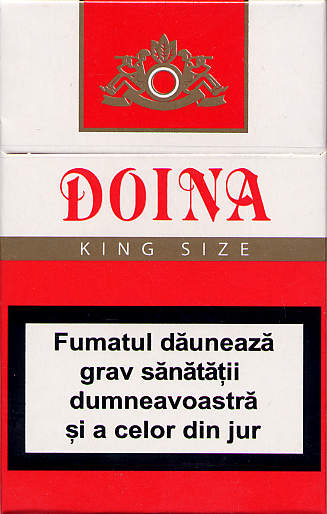 DOINA
KING SIZE
Fumatul dăunează
grav sănătății
dumneavoastră
și a celor din jur